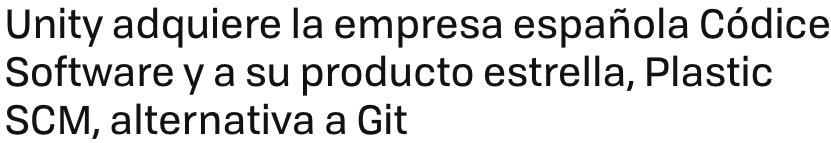 Unity adquiere la empresa española Códice
Software y a su producto estrella, Plastic
SCM, alternativa a Git